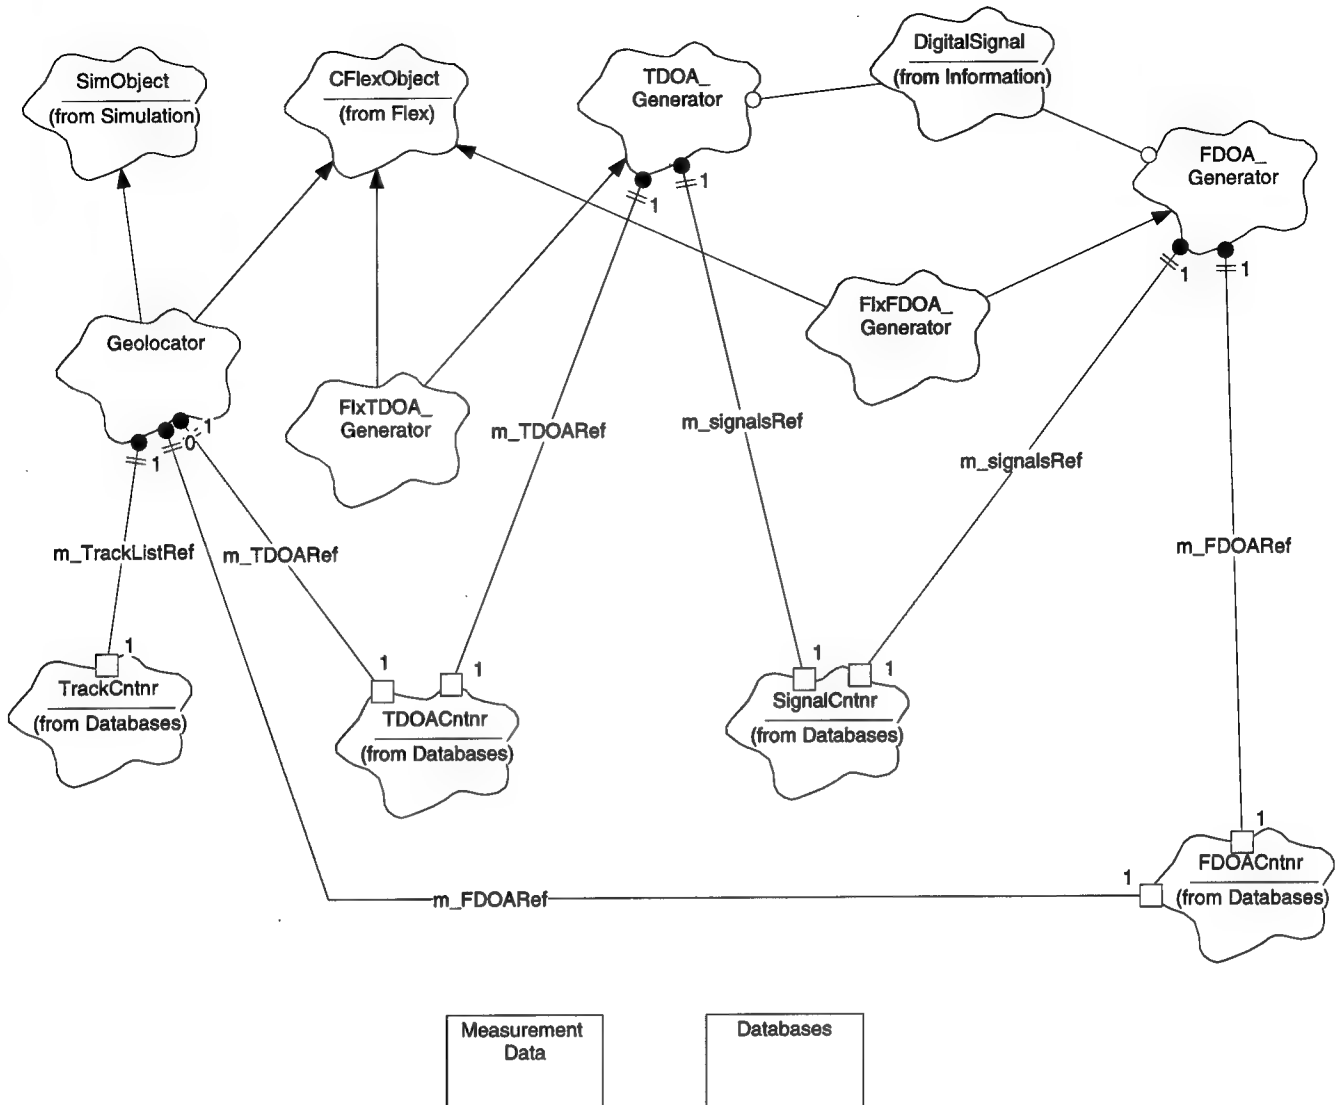 SimObject
(from Simulation)
CFlexObject
(from Flex)
TDOA_
Generator
DigitalSignal
(from Information)
FDOA_
Generator
1
1
1
1
FlxFDOA_
Generator
Geolocator
FlxTDOA_
Generator
1
0
1
m_TDOARef
m_signalsRef
m_signalsRef
m_TrackListRef
m_TDOARef
m_FDOARef
1
TrackCntnr
(from Databases)
1
1
TDOACntnr
(from Databases)
1
1
SignalCntnr
(from Databases)
1
FDOACntnr
(from Databases)
1
m_FDOARef
Measurement
Data
Databases